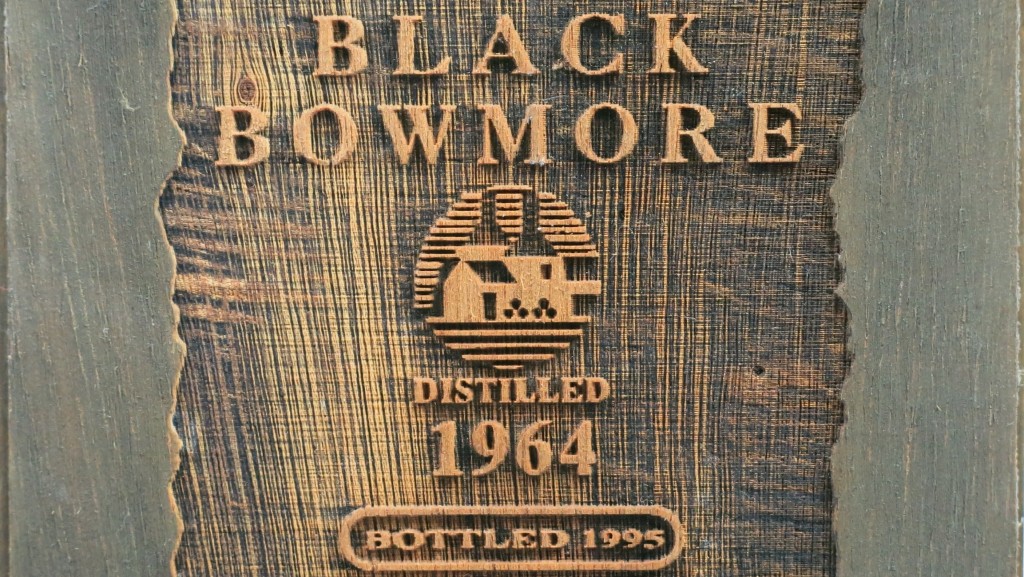 BLACK
BOWMORE
DISTILLED
1964
BOTTLED 1995